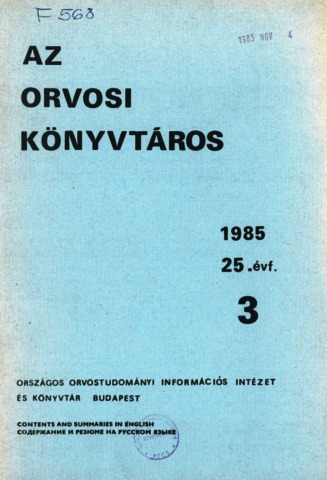 F 568
1985 NOV 4
AZ
ORVOSI
KÖNYVTÁROS
1985
25.évf.
3
ORSZÁGOS ORVOSTUDOMÁNYI INFORMÁCIÓS INTÉZET
ÉS KÖNYVTÁR BUDAPEST
CONTENTS AND SUMMARIES IN ENGLISH
СОДЕРЖАНИЕ И РЕЗЮМЕ НА РУССКОМ ЯЗЫКЕ